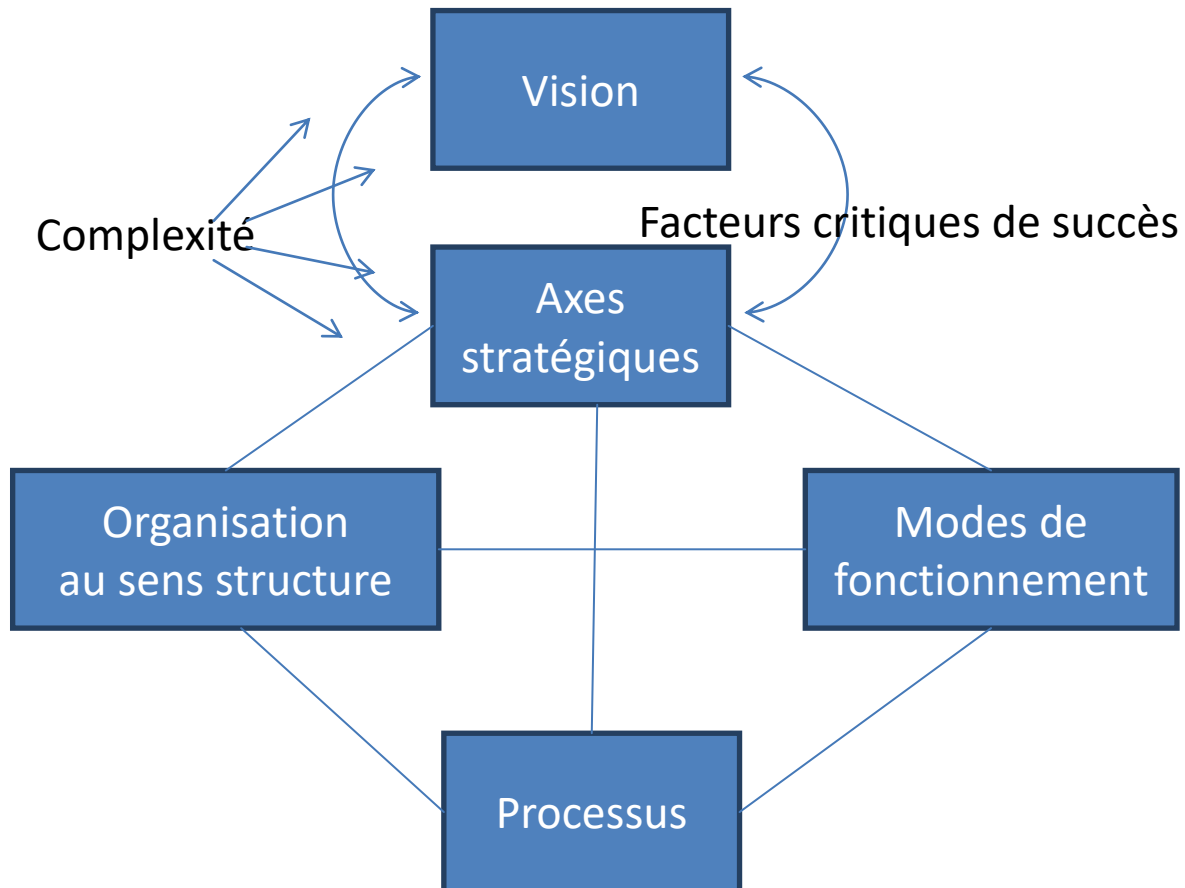 Vision
Complexité
Facteurs critiques de succès
Axes
stratégiques
Organisation
au sens structure
Modes de
fonctionnement
Processus